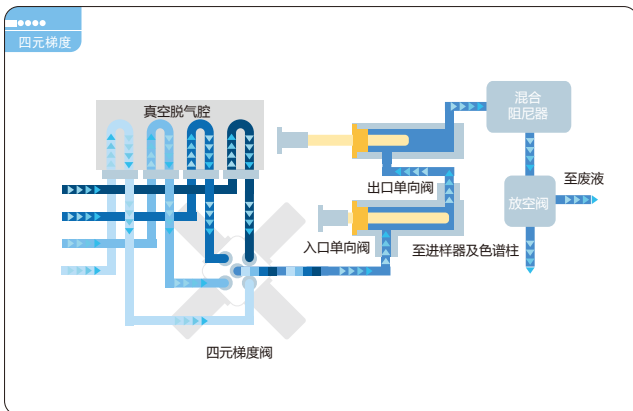 四元梯度
真空脱气腔
混合
阻尼器
出口单向阀
至废液
放空阀
入口单向阀
至进样器及色谱柱
四元梯度阀